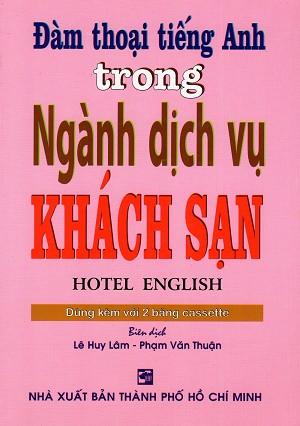 Đàm thoại tiếng Anh
trong
Ngành dịch vụ
KHÁCH SẠN
HOTEL ENGLISH
Dùng kèm với 2 băng cassette
Biên dịch
Lê Huy Lâm - Phạm Văn Thuận
NHÀ XUẤT BẢN THÀNH PHỐ HỒ CHÍ MINH